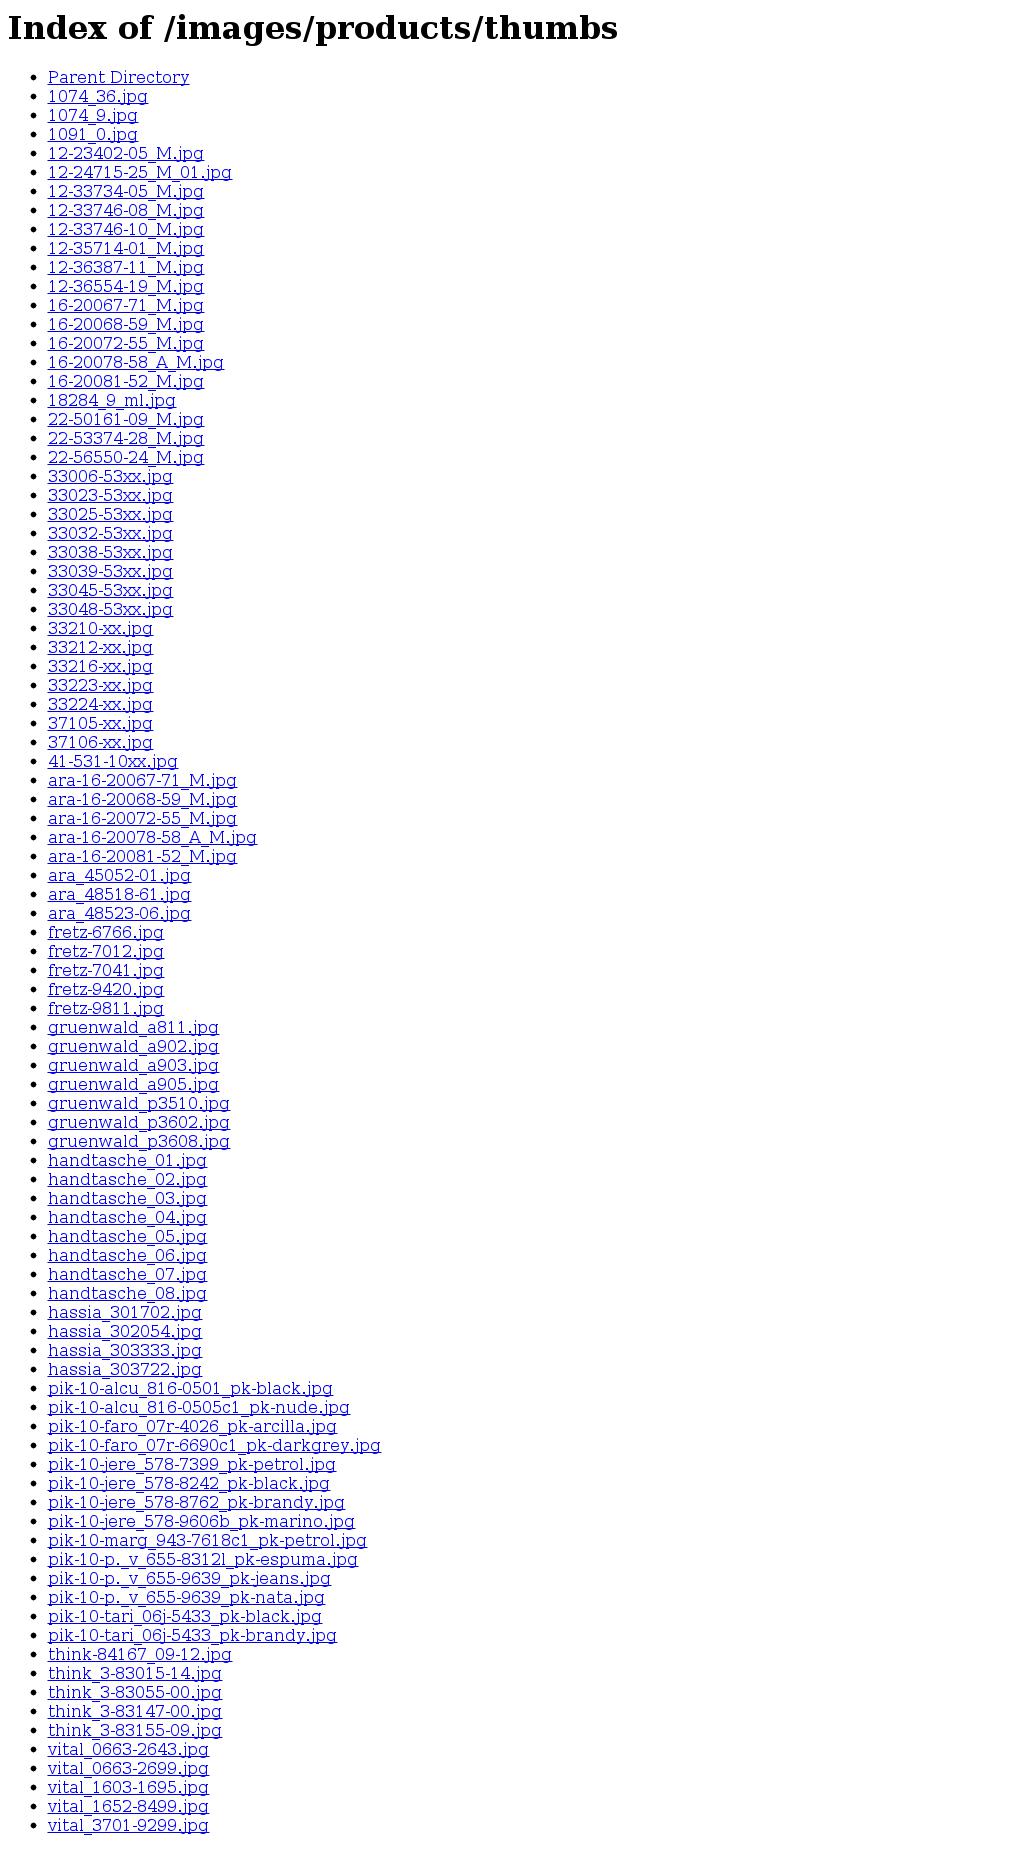 Index of /images/products/thumbs
Parent Directory
1074_36.jpg
1074_9.jpg
1091_0.jpg
12-23402-05_M.jpg
12-24715-25_M_01.jpg
12-33734-05_M.jpg
12-33746-08_M.jpg
12-33746-10_M.jpg
12-35714-01_M.jpg
12-36387-11_M.jpg
12-36554-19_M.jpg
16-20067-71_M.jpg
16-20068-59_M.jpg
16-20072-55_M.jpg
16-20078-58_A_M.jpg
16-20081-52_M.jpg
18284_9_ml.jpg
22-50161-09_M.jpg
22-53374-28_M.jpg
22-56550-24_M.jpg
33006-53xx.jpg
33023-53xx.jpg
33025-53xx.jpg
33032-53xx.jpg
33038-53xx.jpg
33039-53xx.jpg
33045-53xx.jpg
33048-53xx.jpg
33210-xx.jpg
33212-xx.jpg
33216-xx.jpg
33223-xx.jpg
33224-xx.jpg
37105-xx.jpg
37106-xx.jpg
41-531-10xx.jpg
ara-16-20067-71_M.jpg
ara-16-20068-59_M.jpg
ara-16-20072-55_M.jpg
ara-16-20078-58_A_M.jpg
ara-16-20081-52_M.jpg
ara_45052-01.jpg
ara_48518-61.jpg
ara_48523-06.jpg
fretz-6766.jpg
fretz-7012.jpg
fretz-7041.jpg
fretz-9420.jpg
fretz-9811.jpg
gruenwald_a811.jpg
gruenwald_a902.jpg
gruenwald_a903.jpg
gruenwald_a905.jpg
gruenwald_p3510.jpg
gruenwald_p3602.jpg
gruenwald_p3608.jpg
handtasche_01.jpg
handtasche_02.jpg
handtasche_03.jpg
handtasche_04.jpg
handtasche_05.jpg
handtasche_06.jpg
handtasche_07.jpg
handtasche_08.jpg
hassia_301702.jpg
hassia_302054.jpg
hassia_303333.jpg
hassia_303722.jpg
pik-10-alcu_816-0501_pk-black.jpg
pik-10-alcu_816-0505c1_pk-nude.jpg
pik-10-faro_07r-4026_pk-arcilla.jpg
pik-10-faro_07r-6690c1_pk-darkgrey.jpg
pik-10-jere_578-7399_pk-petrol.jpg
pik-10-jere_578-8242_pk-black.jpg
pik-10-jere_578-8762_pk-brandy.jpg
pik-10-jere_578-9606b_pk-marino.jpg
pik-10-marg_943-7618c1_pk-petrol.jpg
pik-10-p._v_655-8312l_pk-espuma.jpg
pik-10-p._v_655-9639_pk-jeans.jpg
pik-10-p._v_655-9639_pk-nata.jpg
pik-10-tari_06j-5433_pk-black.jpg
pik-10-tari_06j-5433_pk-brandy.jpg
think-84167_09-12.jpg
think_3-83015-14.jpg
think_3-83055-00.jpg
think_3-83147-00.jpg
think_3-83155-09.jpg
vital_0663-2643.jpg
vital_0663-2699.jpg
vital_1603-1695.jpg
vital_1652-8499.jpg
vital_3701-9299.jpg